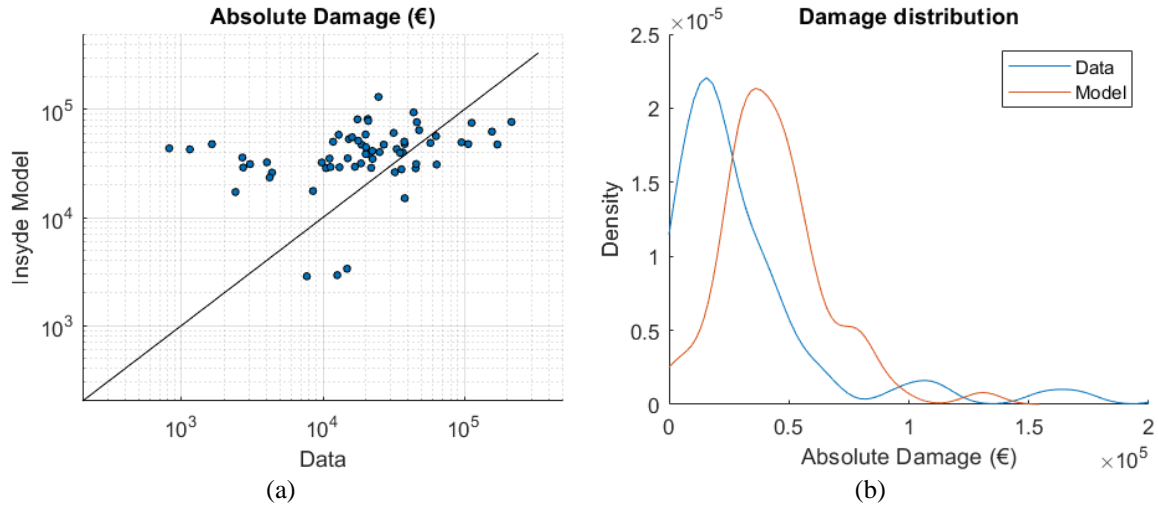 Absolute Damage (€)
Insyde Model
10^5
10^4
10^3
10^3 10^4 10^5
Data
(a)
Damage distribution
×10^-5
Density
2.5
2
1.5
1
0.5
0
Data
Model
0 0.5 1 1.5 2
Absolute Damage (€)
×10^5
(b)